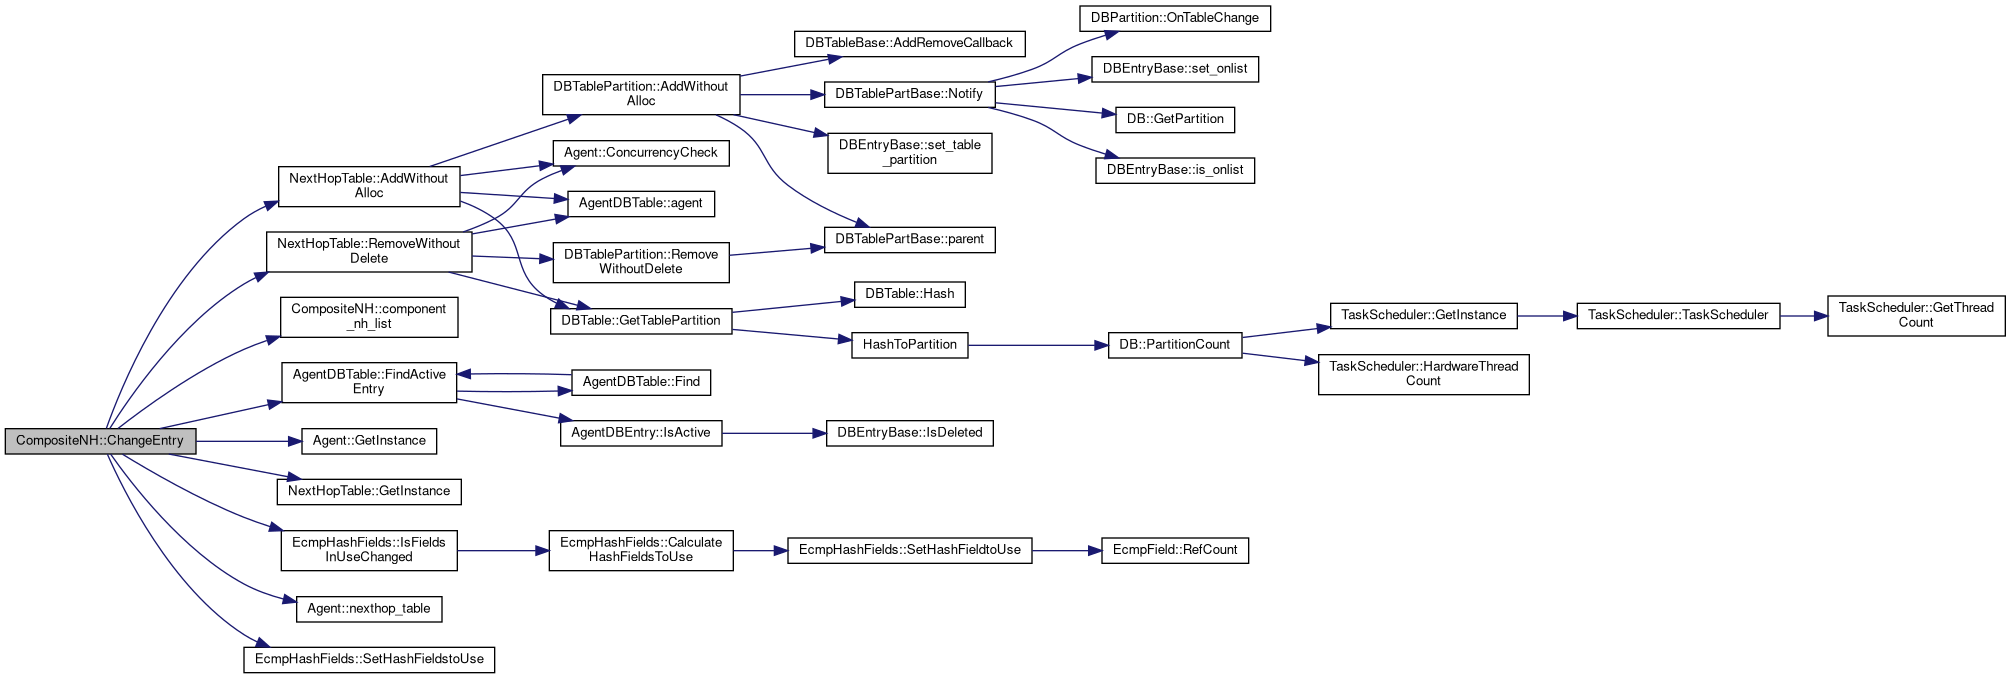 DBPartition::OnTableChange
DBTableBase::AddRemoveCallback
DBEntryBase::set_onlist
DBTablePartition::AddWithout
Alloc
DBTablePartBase::Notify
DB::GetPartition
Agent::ConcurrencyCheck
DBEntryBase::set_table
_partition
DBEntryBase::is_onlist
NextHopTable::AddWithout
Alloc
AgentDBTable::agent
NextHopTable::RemoveWithout
Delete
DBTablePartition::Remove
WithoutDelete
DBTablePartBase::parent
CompositeNH::component
_nh_list
DBTable::GetTablePartition
DBTable::Hash
HashToPartition
DB::PartitionCount
TaskScheduler::GetInstance
TaskScheduler::TaskScheduler
TaskScheduler::GetThread
Count
TaskScheduler::HardwareThread
Count
AgentDBTable::FindActive
Entry
AgentDBTable::Find
AgentDBEntry::IsActive
DBEntryBase::IsDeleted
CompositeNH::ChangeEntry
Agent::GetInstance
NextHopTable::GetInstance
EcmpHashFields::IsFields
InUseChanged
EcmpHashFields::Calculate
HashFieldsToUse
EcmpHashFields::SetHashFieldtoUse
EcmpField::RefCount
Agent::nexthop_table
EcmpHashFields::SetHashFieldstoUse